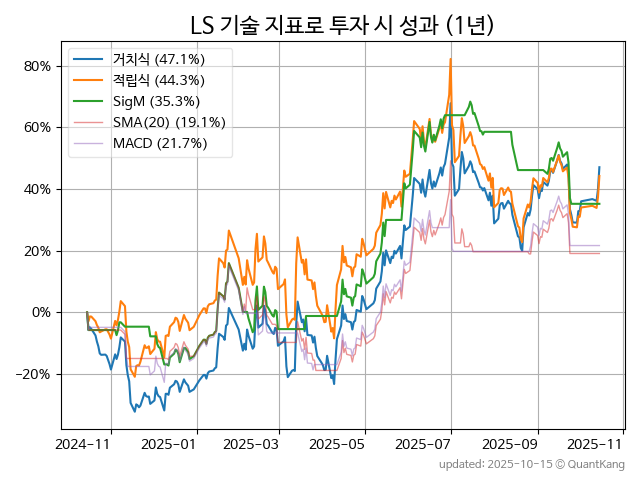 LS 기술 지표로 투자 시 성과 (1년)
거치식 (47.1%)
적립식 (44.3%)
SigM (35.3%)
SMA(20) (19.1%)
MACD (21.7%)
80%
60%
40%
20%
0%
−20%
2024-11
2025-01
2025-03
2025-05
2025-07
2025-09
2025-11
updated: 2025-10-15 © QuantKang